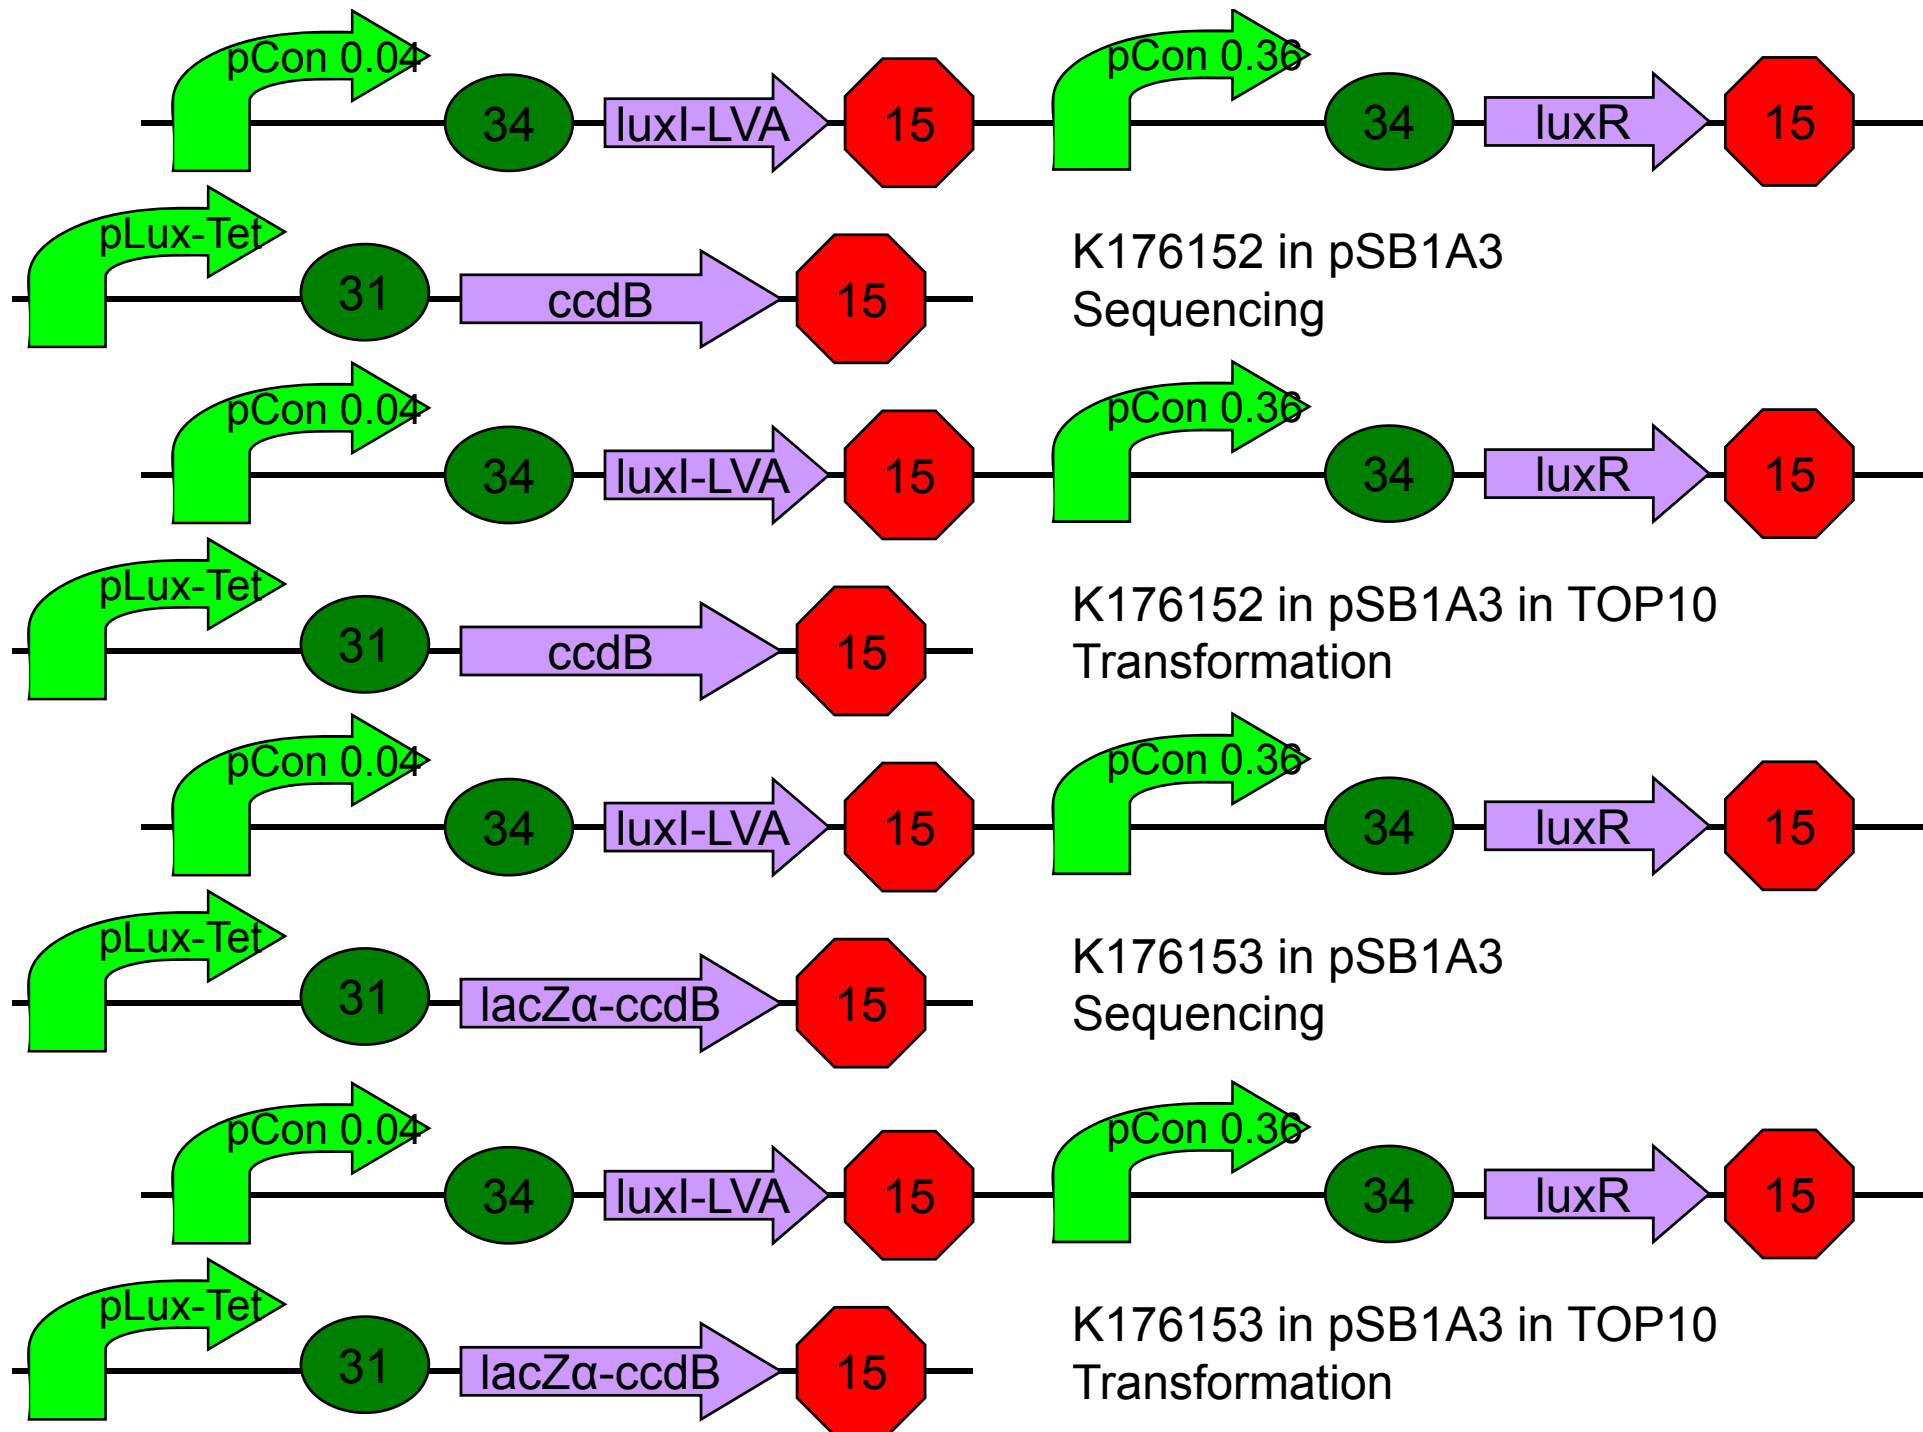 pCon 0.04 34 luxI-LVA 15 pCon 0.36 34 luxR 15
pLux-Tet 31 ccdB 15 K176152 in pSB1A3
Sequencing
pCon 0.04 34 luxI-LVA 15 pCon 0.36 34 luxR 15
pLux-Tet 31 ccdB 15 K176152 in pSB1A3 in TOP10
Transformation
pCon 0.04 34 luxI-LVA 15 pCon 0.36 34 luxR 15
pLux-Tet 31 lacZα-ccdB 15 K176153 in pSB1A3
Sequencing
pCon 0.04 34 luxI-LVA 15 pCon 0.36 34 luxR 15
pLux-Tet 31 lacZα-ccdB 15 K176153 in pSB1A3 in TOP10
Transformation